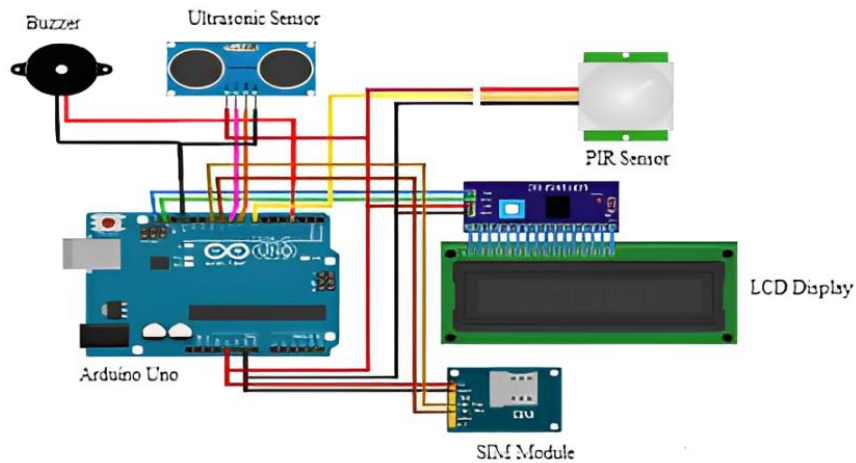 Buzzer
Ultrasonic Sensor
PIR Sensor
LCD Display
Arduino Uno
SIM Module